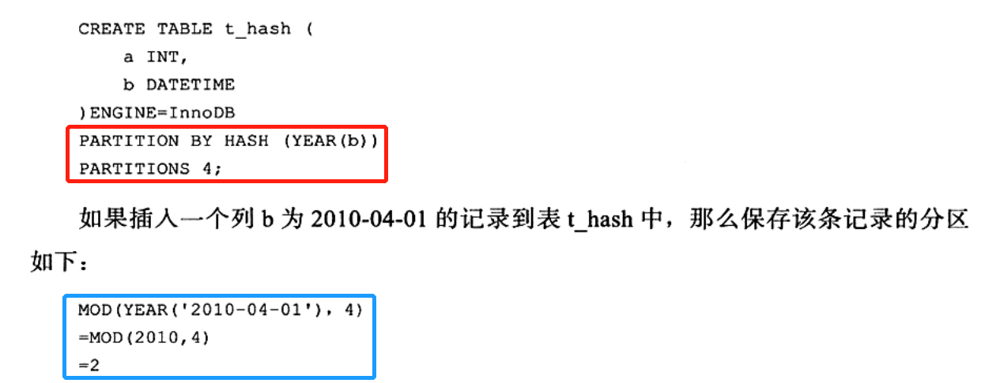 CREATE TABLE t_hash (
a INT,
b DATETIME
)ENGINE=InnoDB
PARTITION BY HASH (YEAR(b))
PARTITIONS 4;
如果插入一个列 b 为 2010-04-01 的记录到表 t_hash 中，那么保存该条记录的分区
如下：
MOD(YEAR('2010-04-01'), 4)
=MOD(2010,4)
=2